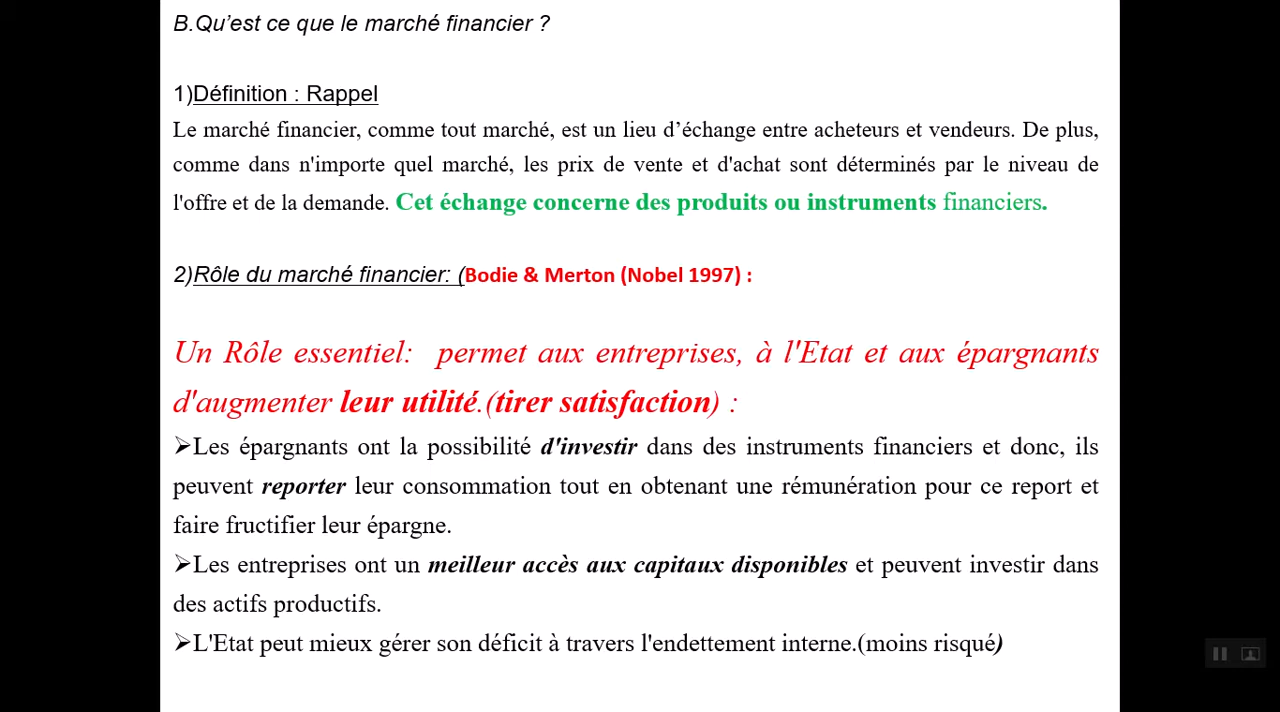 B.Qu’est ce que le marché financier ?
1)Définition : Rappel
Le marché financier, comme tout marché, est un lieu d’échange entre acheteurs et vendeurs. De plus,
comme dans n'importe quel marché, les prix de vente et d'achat sont déterminés par le niveau de
l'offre et de la demande. Cet échange concerne des produits ou instruments financiers.
2)Rôle du marché financier: (Bodie & Merton (Nobel 1997) :
Un Rôle essentiel: permet aux entreprises, à l'Etat et aux épargnants
d'augmenter leur utilité.(tirer satisfaction) :
➢Les épargnants ont la possibilité d'investir dans des instruments financiers et donc, ils
peuvent reporter leur consommation tout en obtenant une rémunération pour ce report et
faire fructifier leur épargne.
➢Les entreprises ont un meilleur accès aux capitaux disponibles et peuvent investir dans
des actifs productifs.
➢L'Etat peut mieux gérer son déficit à travers l'endettement interne.(moins risqué)